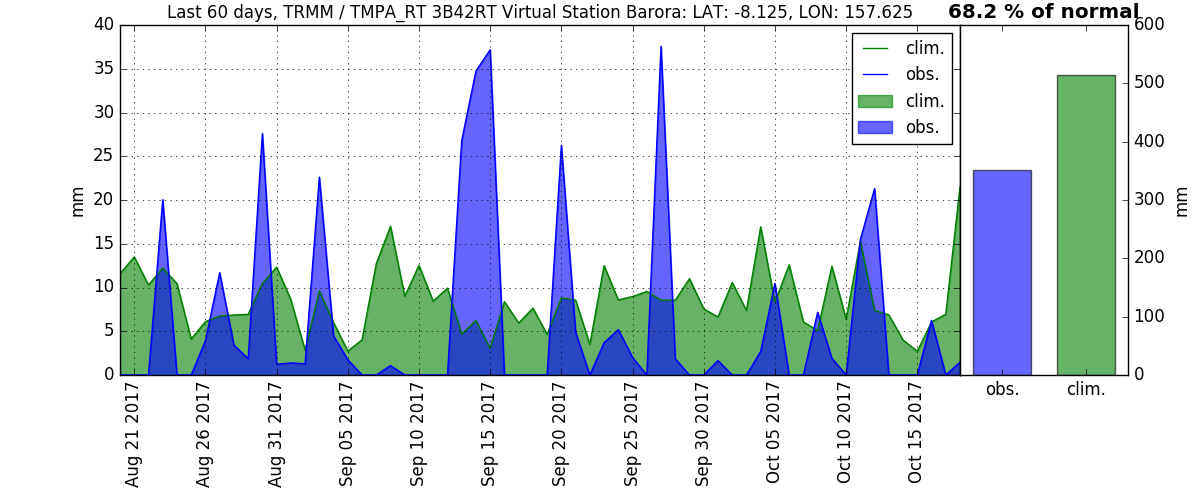 Last 60 days, TRMM / TMPA_RT 3B42RT Virtual Station Barora: LAT: -8.125, LON: 157.625
68.2 % of normal
40
35
30
25
20
15
10
5
0
mm
clim.
obs.
clim.
obs.
Aug 21 2017
Aug 26 2017
Aug 31 2017
Sep 05 2017
Sep 10 2017
Sep 15 2017
Sep 20 2017
Sep 25 2017
Sep 30 2017
Oct 05 2017
Oct 10 2017
Oct 15 2017
600
500
400
300
200
100
0
mm
obs.
clim.